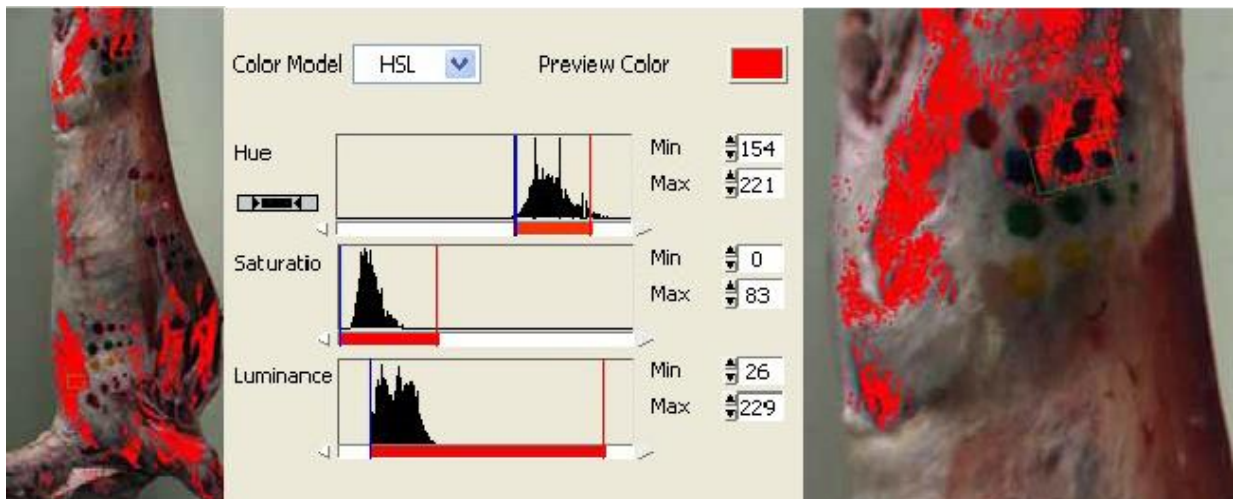 Color Model HSL Preview Color
Hue Min 154
Max 221
Saturatio Min 0
Max 83
Luminance Min 26
Max 229